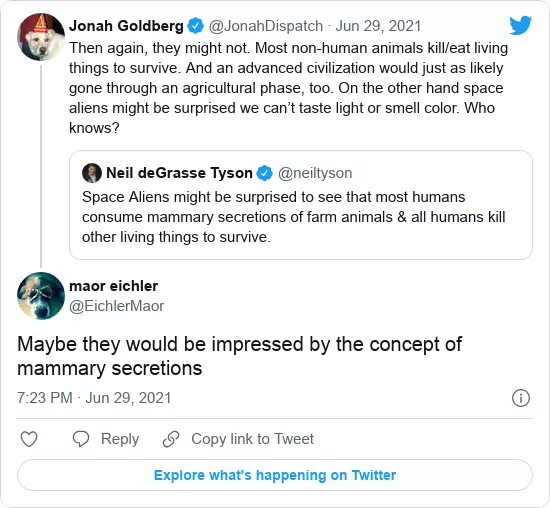 Jonah Goldberg @JonahDispatch · Jun 29, 2021
Then again, they might not. Most non-human animals kill/eat living
things to survive. And an advanced civilization would just as likely
gone through an agricultural phase, too. On the other hand space
aliens might be surprised we can’t taste light or smell color. Who
knows?
Neil deGrasse Tyson @neiltyson
Space Aliens might be surprised to see that most humans
consume mammary secretions of farm animals & all humans kill
other living things to survive.
maor eichler
@EichlerMaor
Maybe they would be impressed by the concept of
mammary secretions
7:23 PM · Jun 29, 2021
Reply Copy link to Tweet
Explore what's happening on Twitter